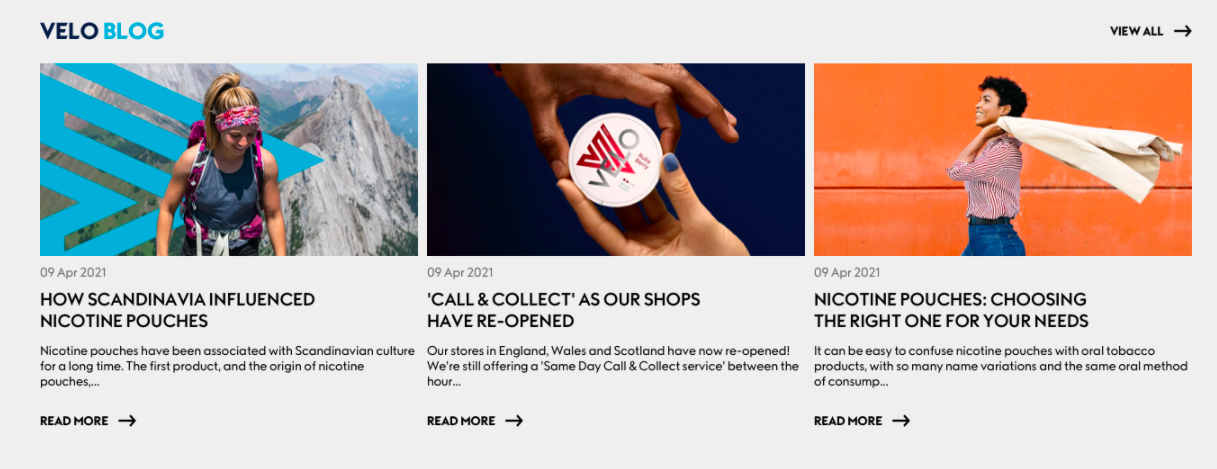 VELO BLOG
VIEW ALL
VELO
Ruby
Berry
09 Apr 2021
HOW SCANDINAVIA INFLUENCED
NICOTINE POUCHES
Nicotine pouches have been associated with Scandinavian culture
for a long time. The first product, and the origin of nicotine
pouches,...
READ MORE
09 Apr 2021
'CALL & COLLECT' AS OUR SHOPS
HAVE RE-OPENED
Our stores in England, Wales and Scotland have now re-opened!
We're still offering a 'Same Day Call & Collect service' between the
hour...
READ MORE
09 Apr 2021
NICOTINE POUCHES: CHOOSING
THE RIGHT ONE FOR YOUR NEEDS
It can be easy to confuse nicotine pouches with oral tobacco
products, with so many name variations and the same oral method
of consump...
READ MORE